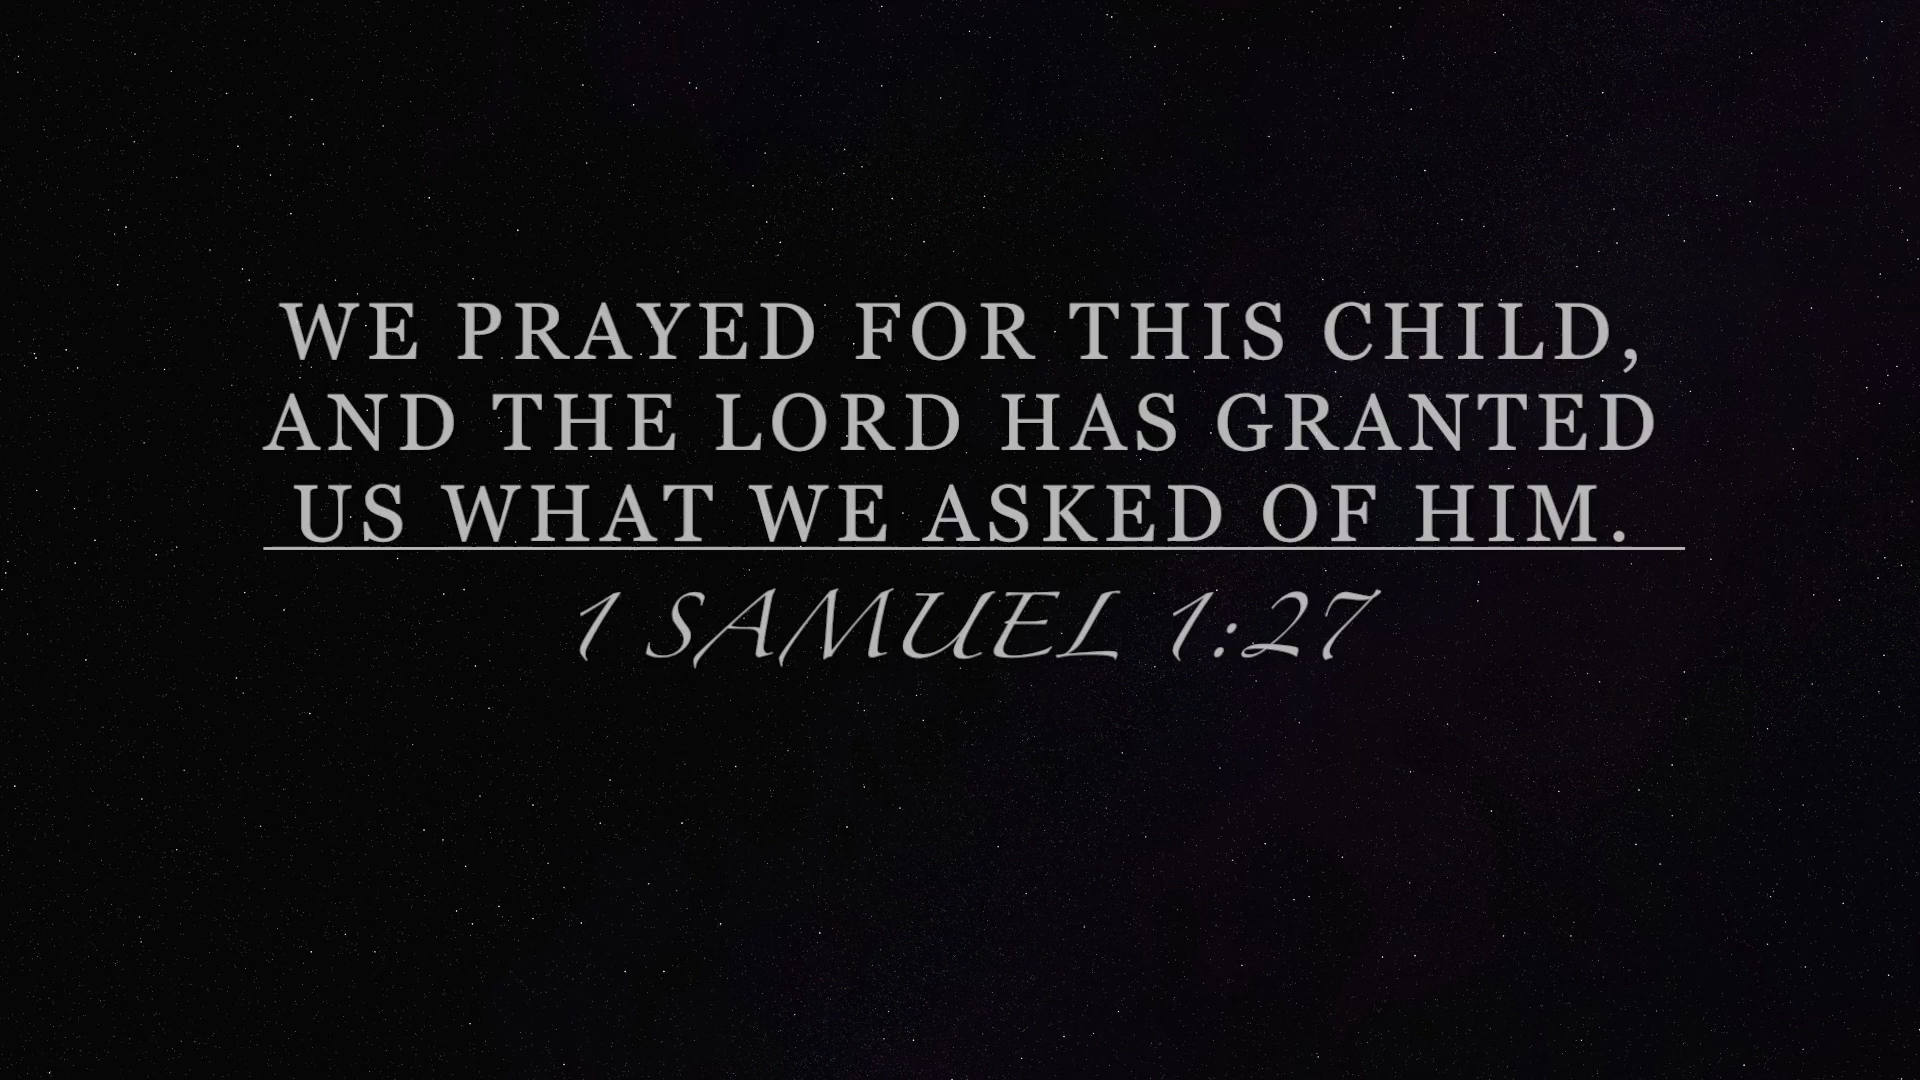 WE PRAYED FOR THIS CHILD,
AND THE LORD HAS GRANTED
US WHAT WE ASKED OF HIM.
1 SAMUEL 1:27